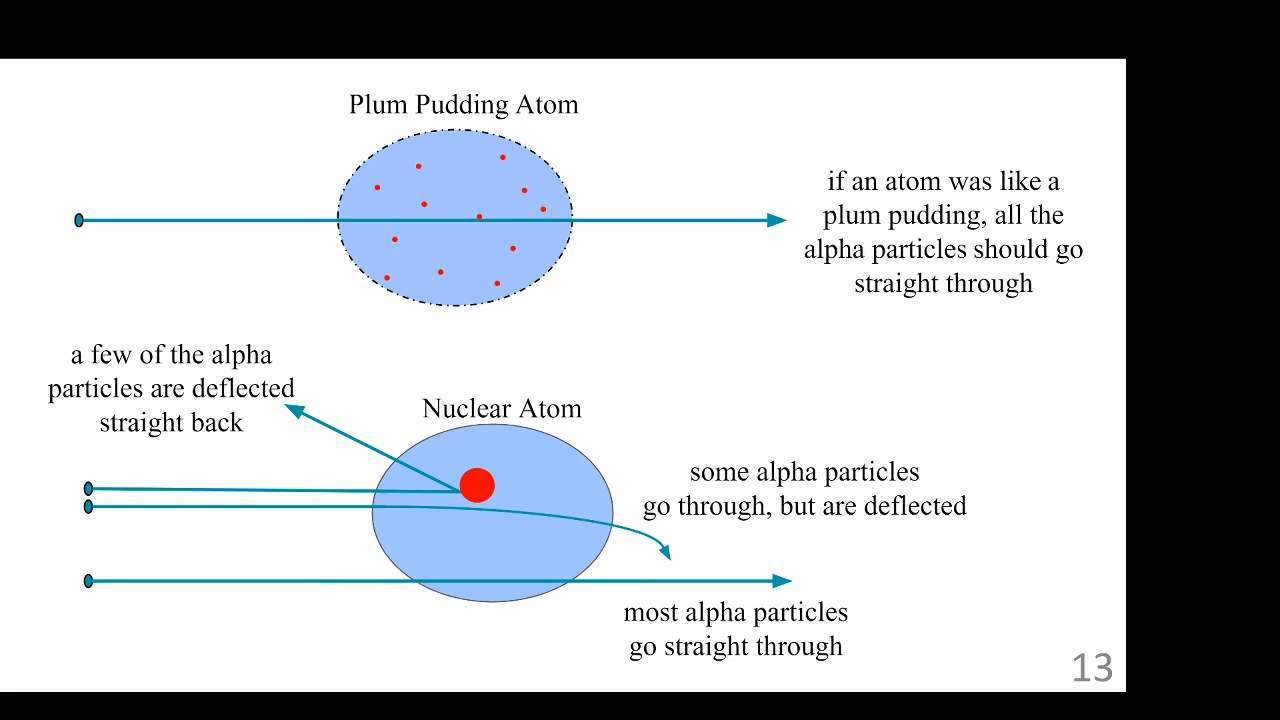 Plum Pudding Atom
if an atom was like a
plum pudding, all the
alpha particles should go
straight through
a few of the alpha
particles are deflected
straight back
Nuclear Atom
some alpha particles
go through, but are deflected
most alpha particles
go straight through
13